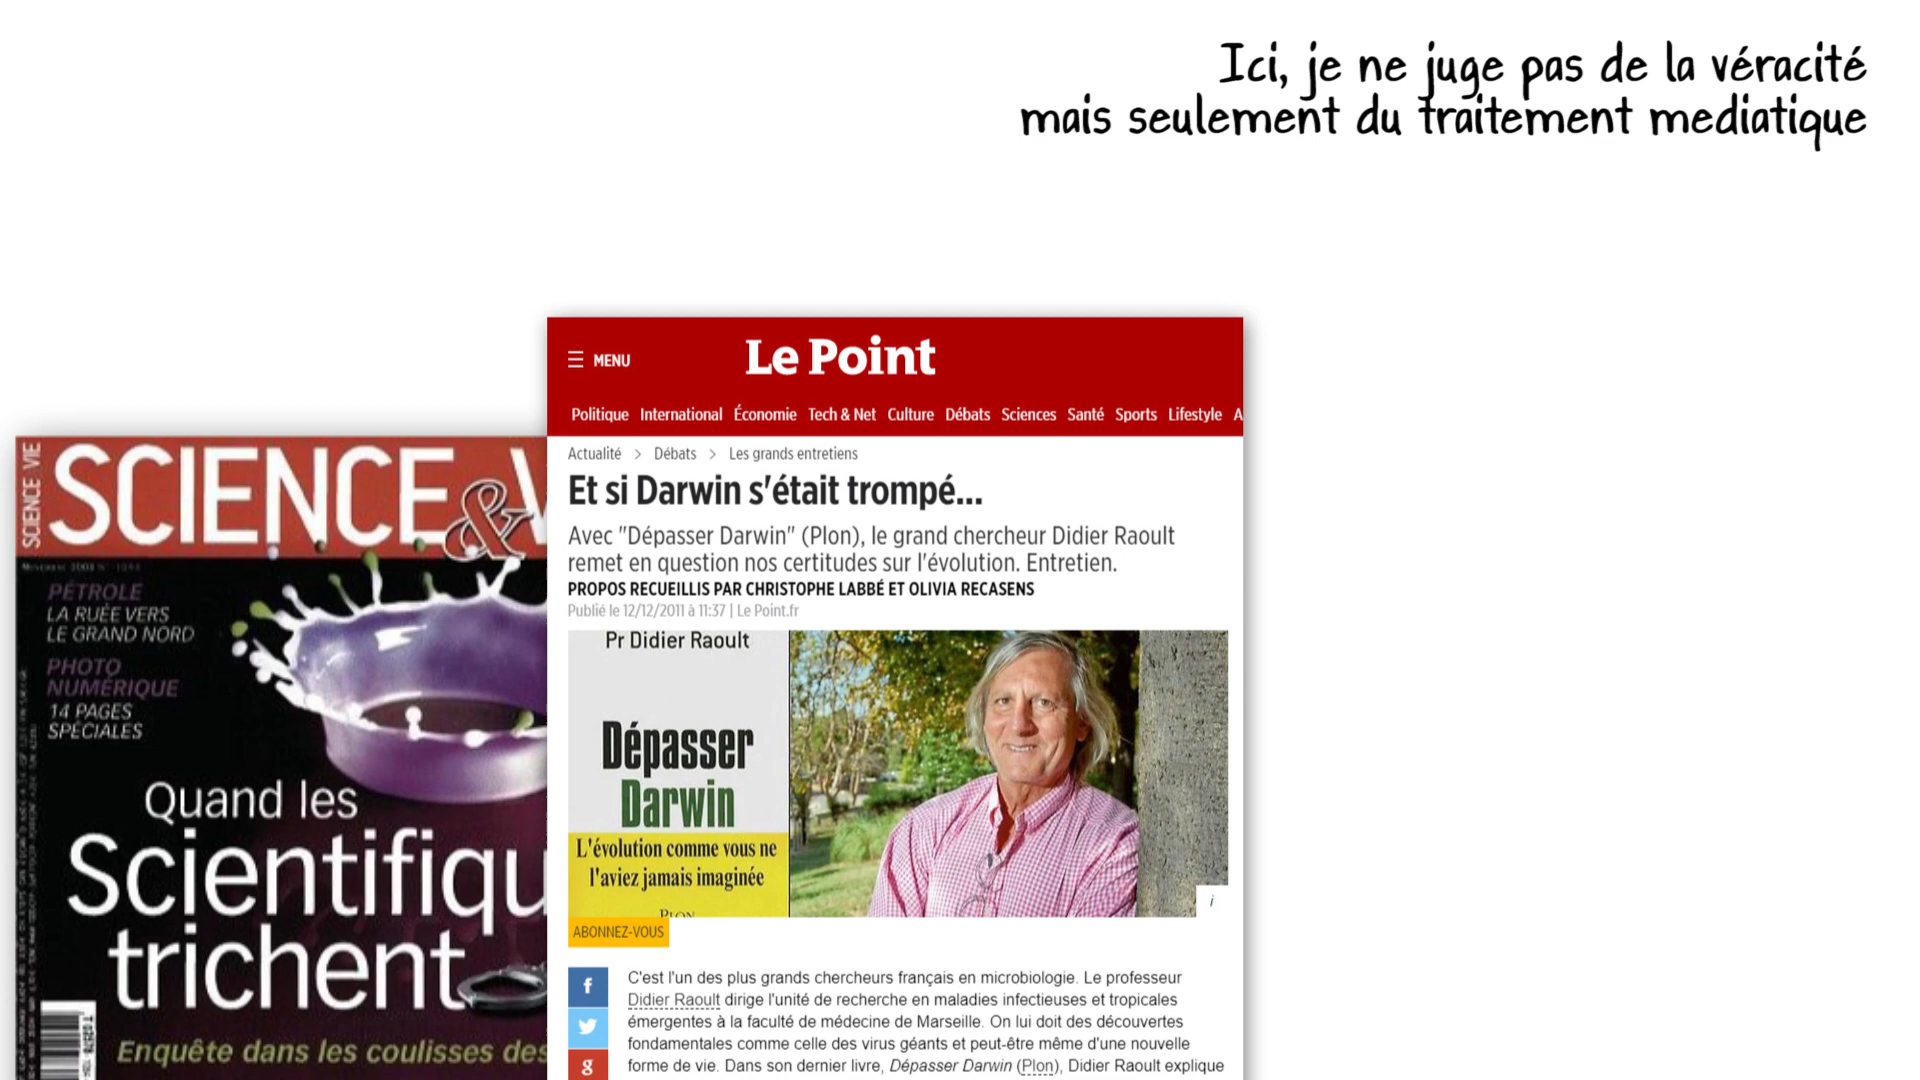 Ici, je ne juge pas de la véracité
mais seulement du traitement mediatique
SCIENCE & V
SCIENCE VIE
PÉTROLE
LA RUÉE VERS
LE GRAND NORD
PHOTO
NUMÉRIQUE
14 PAGES
SPÉCIALES
Quand les
Scientifiqu
trichent
Enquête dans les coulisses des
MENU
Le Point
Politique International Économie Tech & Net Culture Débats Sciences Santé Sports Lifestyle A
Actualité > Débats > Les grands entretiens
Et si Darwin s'était trompé...
Avec "Dépasser Darwin" (Plon), le grand chercheur Didier Raoult
remet en question nos certitudes sur l'évolution. Entretien.
PROPOS RECUEILLIS PAR CHRISTOPHE LABBÉ ET OLIVIA RECASENS
Publié le 12/12/2011 à 11:37 | Le Point.fr
Pr Didier Raoult
Dépasser
Darwin
L'évolution comme vous ne
l'aviez jamais imaginée
PLON
i
ABONNEZ-VOUS
f
g
C'est l'un des plus grands chercheurs français en microbiologie. Le professeur
Didier Raoult dirige l'unité de recherche en maladies infectieuses et tropicales
émergentes à la faculté de médecine de Marseille. On lui doit des découvertes
fondamentales comme celle des virus géants et peut-être même d'une nouvelle
forme de vie. Dans son dernier livre, Dépasser Darwin (Plon), Didier Raoult explique